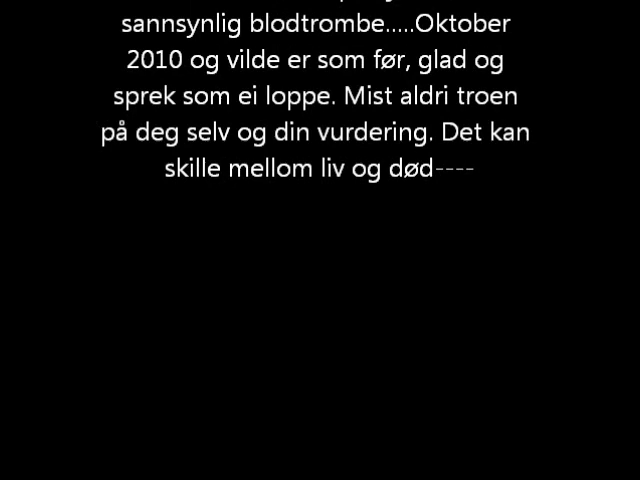 sannsynlig blodtrombe.....Oktober
2010 og vilde er som før, glad og
sprek som ei loppe. Mist aldri troen
på deg selv og din vurdering. Det kan
skille mellom liv og død----